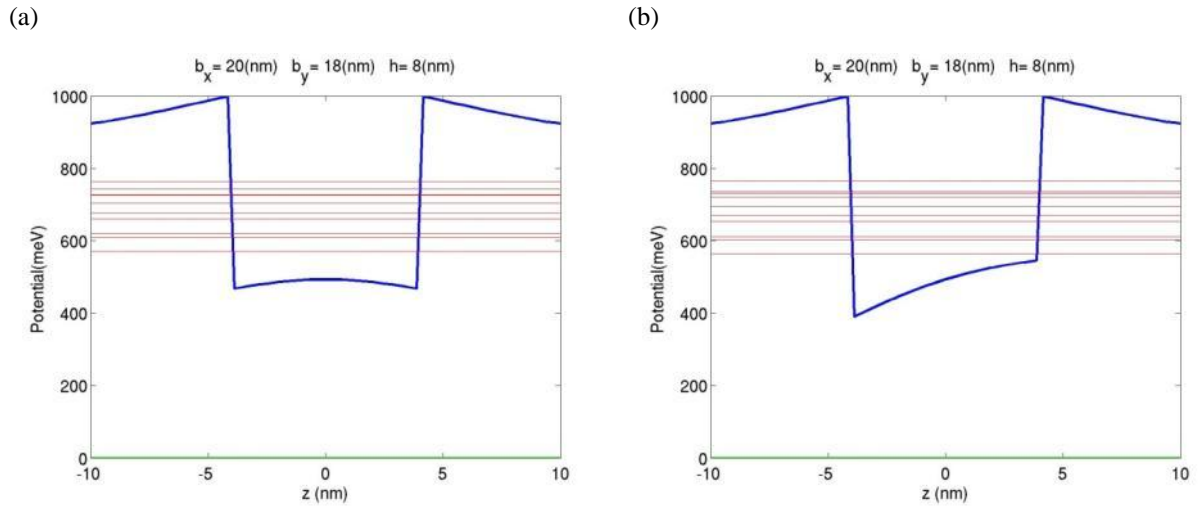 (a)
(b)
b_x = 20(nm) b_y = 18(nm) h= 8(nm)
1000
800
600
400
200
0
Potential(meV)
-10
-5
0
5
10
z (nm)
b_x = 20(nm) b_y = 18(nm) h= 8(nm)
1000
800
600
400
200
0
Potential(meV)
-10
-5
0
5
10
z (nm)